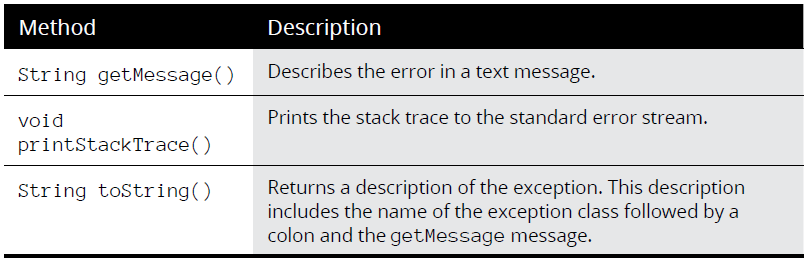 Method Description
String getMessage() Describes the error in a text message.
void Prints the stack trace to the standard error stream.
printStackTrace()
String toString() Returns a description of the exception. This description
includes the name of the exception class followed by a
colon and the getMessage message.